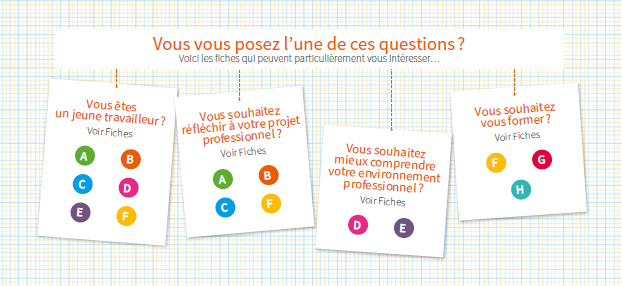 Vous vous posez l'une de ces questions ?
Voici les fiches qui peuvent particulièrement vous intéresser…
Vous êtes
un jeune travailleur ?
Voir Fiches
A B
C D
E F
Vous souhaitez
réfléchir à votre projet
professionnel ?
Voir Fiches
A B
C F
Vous souhaitez
mieux comprendre
votre environnement
professionnel ?
Voir Fiches
D E
Vous souhaitez
vous former ?
Voir Fiches
F G
H